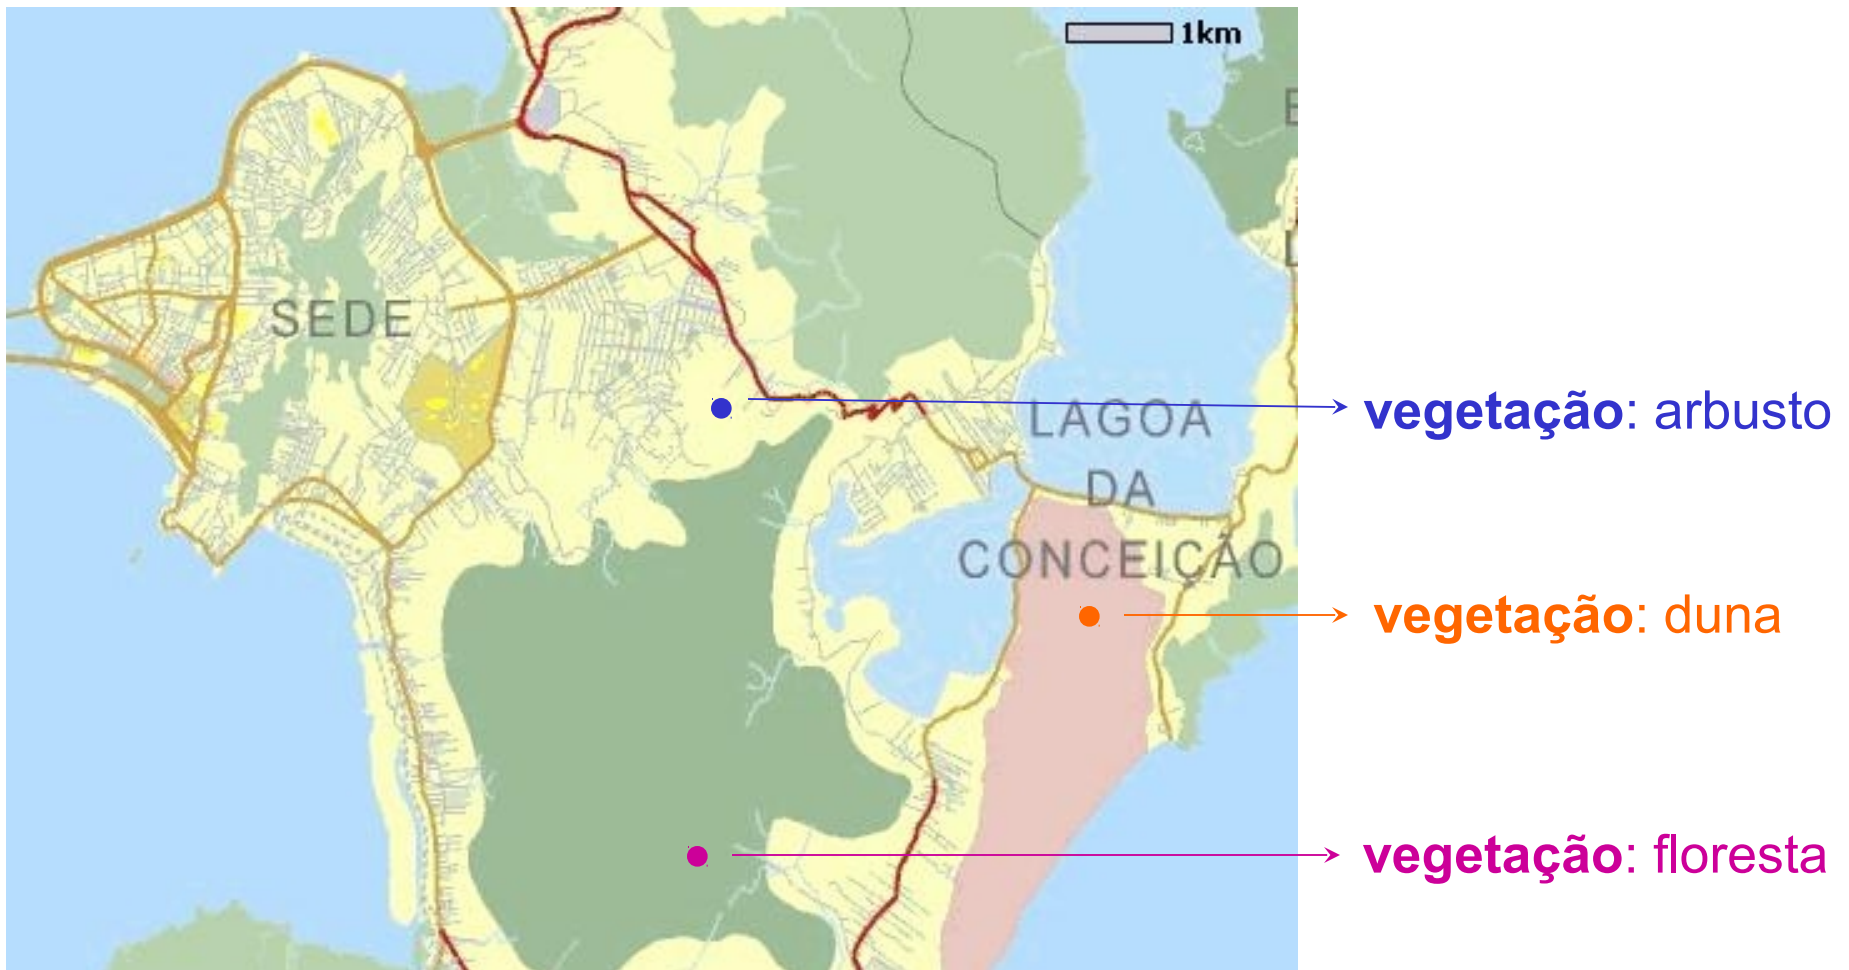 1km
SEDE
LAGOA
DA
CONCEIÇÃO
vegetação: arbusto
vegetação: duna
vegetação: floresta